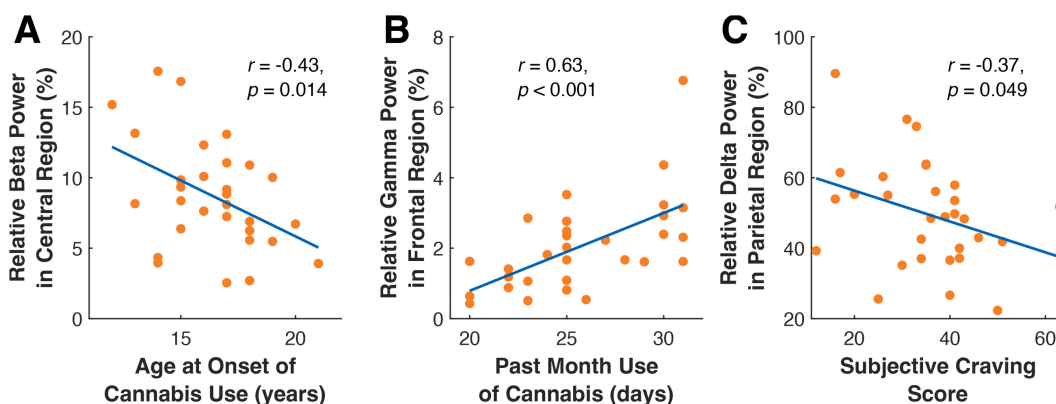 A
20
15
10
5
0
15
20
r = -0.43,
p = 0.014
Relative Beta Power
in Central Region (%)
Age at Onset of
Cannabis Use (years)
B
8
6
4
2
0
20
25
30
r = 0.63,
p < 0.001
Relative Gamma Power
in Frontal Region (%)
Past Month Use
of Cannabis (days)
C
100
80
60
40
20
20
40
60
r = -0.37,
p = 0.049
Relative Delta Power
in Parietal Region (%)
Subjective Craving
Score